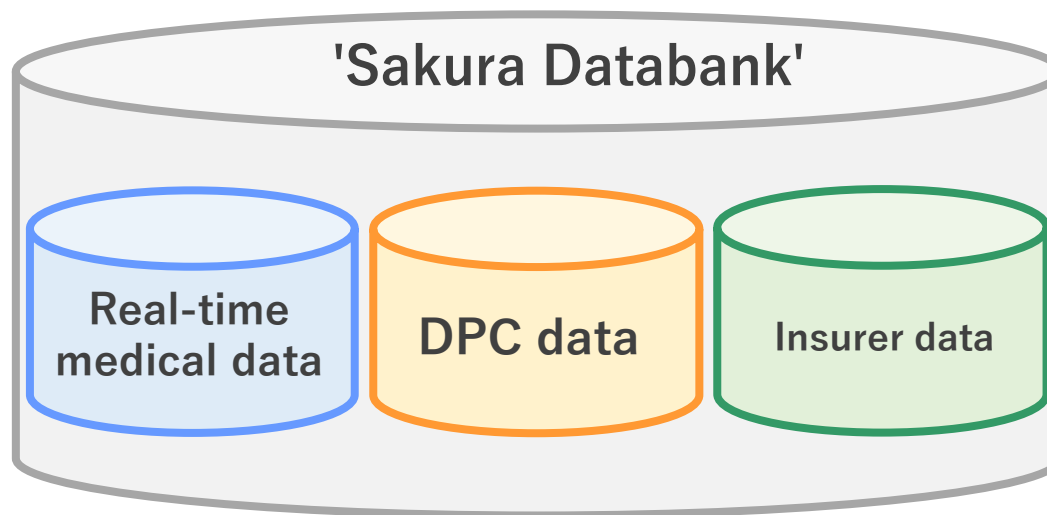 'Sakura Databank'
Real-time
medical data
DPC data
Insurer data